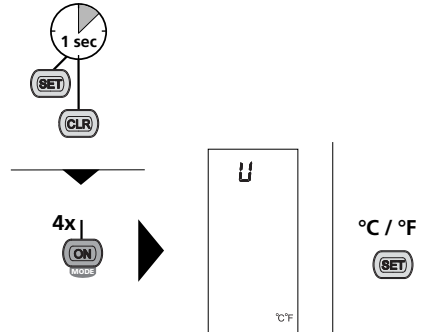 1 sec
SET
CLR
4x
ON
MODE
U
°C°F
°C / °F
SET